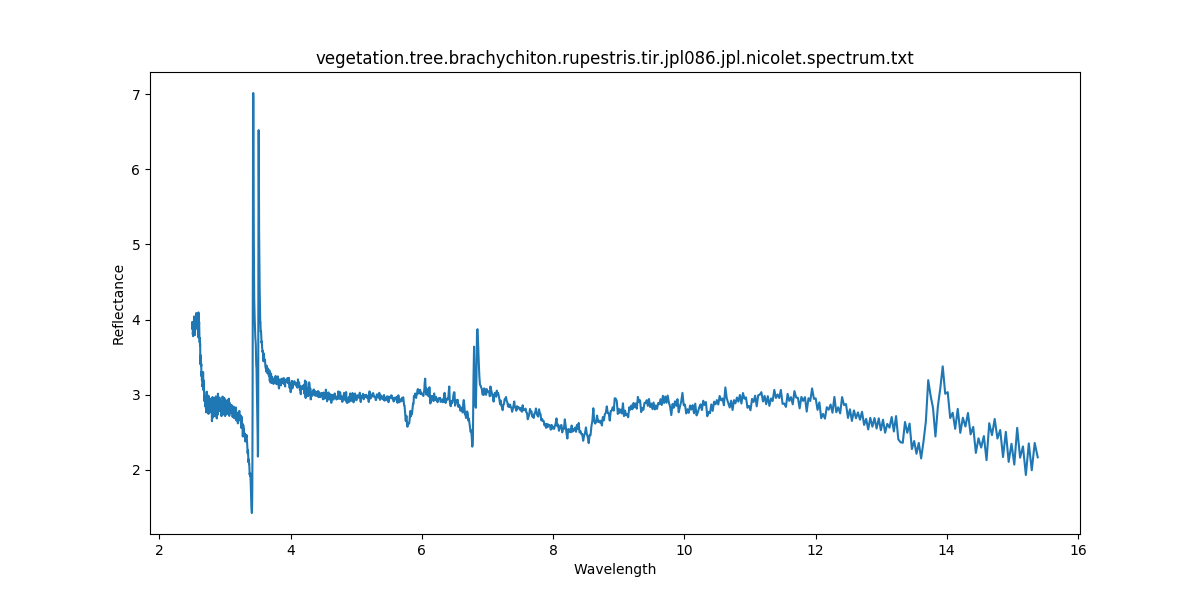 vegetation.tree.brachychiton.rupestris.tir.jpl086.jpl.nicolet.spectrum.txt
7
6
5
4
3
2
Reflectance
2 4 6 8 10 12 14 16
Wavelength